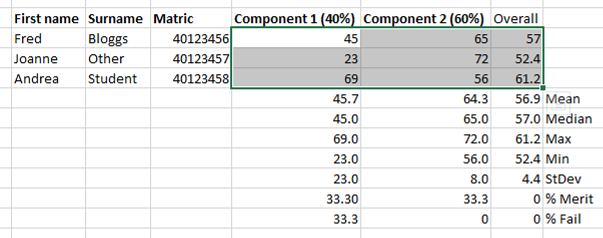 First name Surname Matric Component 1 (40%) Component 2 (60%) Overall
Fred Bloggs 40123456 45 65 57
Joanne Other 40123457 23 72 52.4
Andrea Student 40123458 69 56 61.2
45.7 64.3 56.9 Mean
45.0 65.0 57.0 Median
69.0 72.0 61.2 Max
23.0 56.0 52.4 Min
23.0 8.0 4.4 StDev
33.30 33.3 0 % Merit
33.3 0 0 % Fail